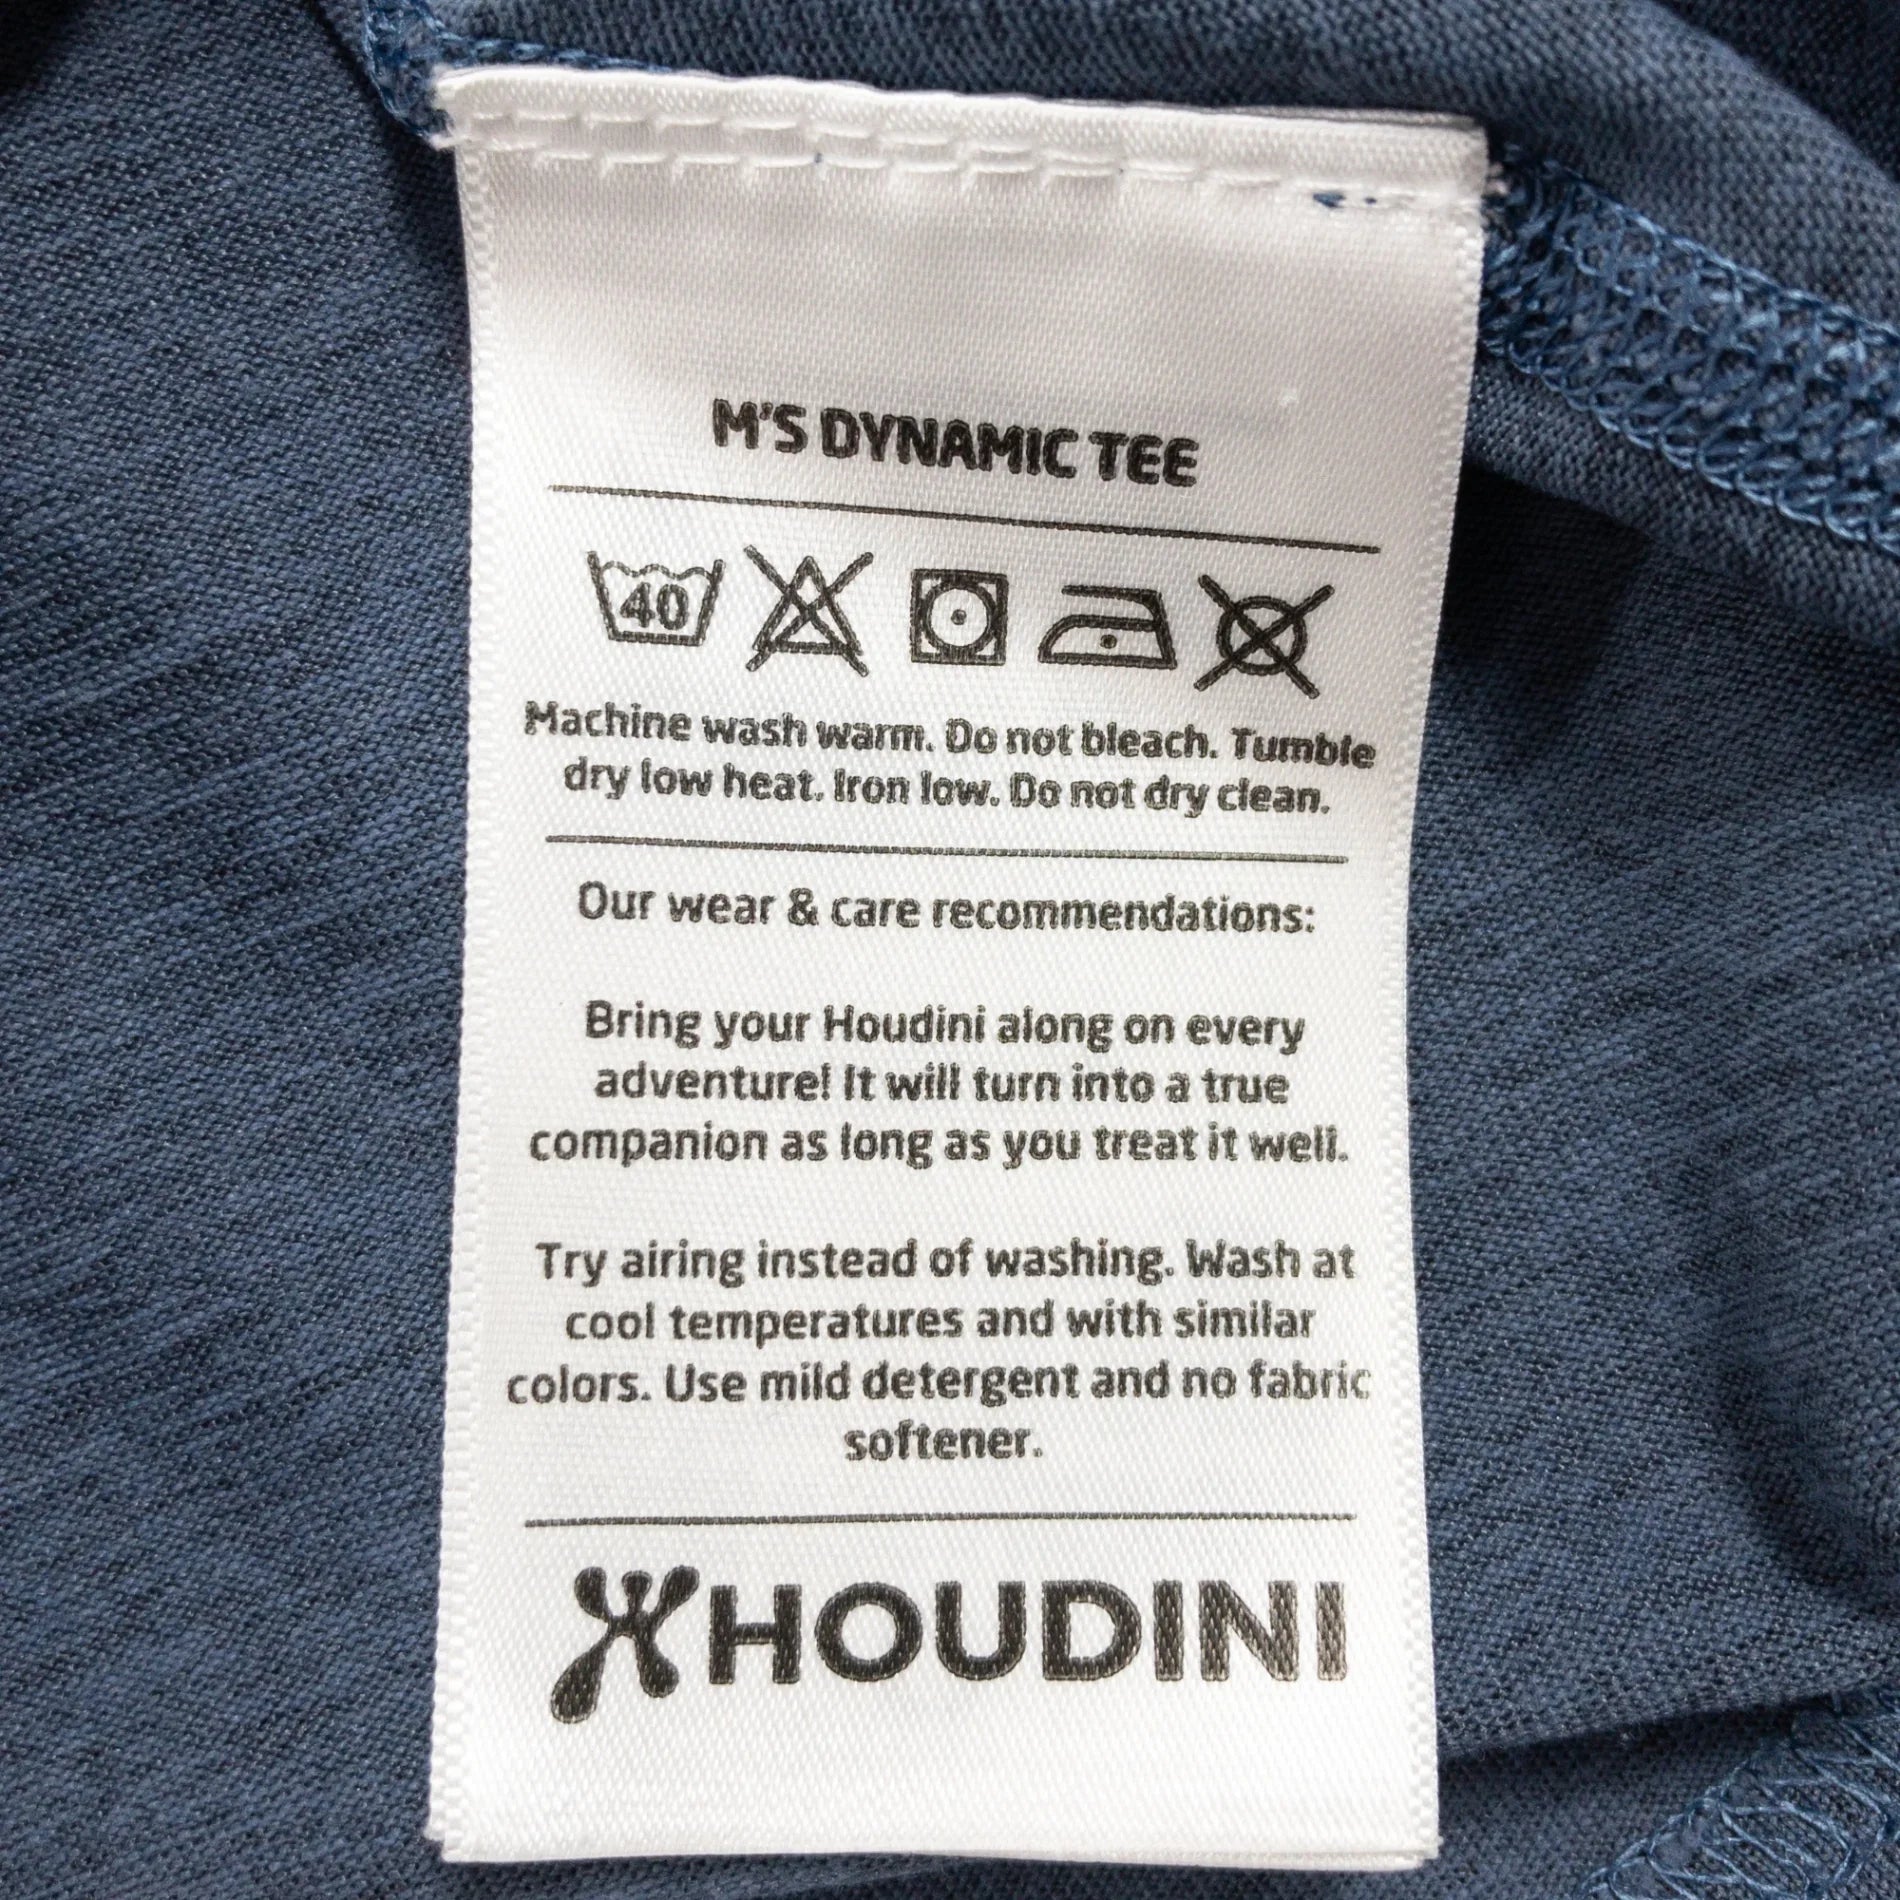 M'S DYNAMIC TEE
40
Machine wash warm. Do not bleach. Tumble
dry low heat. Iron low. Do not dry clean.
Our wear & care recommendations:
Bring your Houdini along on every
adventure! It will turn into a true
companion as long as you treat it well.
Try airing instead of washing. Wash at
cool temperatures and with similar
colors. Use mild detergent and no fabric
softener.
HOUDINI